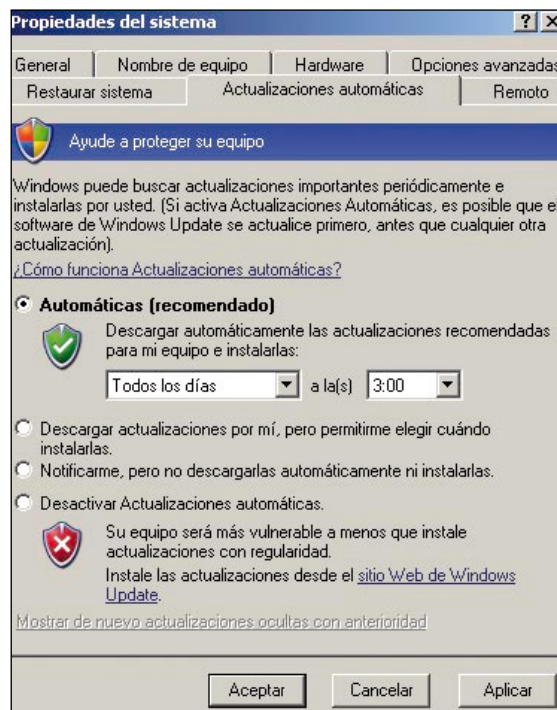 Propiedades del sistema
General Nombre de equipo Hardware Opciones avanzadas
Restaurar sistema Actualizaciones automáticas Remoto
Ayude a proteger su equipo
Windows puede buscar actualizaciones importantes periódicamente e
instalarlas por usted. (Si activa Actualizaciones Automáticas, es posible que e
software de Windows Update se actualice primero, antes que cualquier otra
actualización).
¿Cómo funciona Actualizaciones automáticas?
Automáticas (recomendado)
Descargar automáticamente las actualizaciones recomendadas
para mi equipo e instalarlas:
Todos los días a la(s) 3:00
Descargar actualizaciones por mí, pero permitirme elegir cuándo
instalarlas.
Notificarme, pero no descargarlas automáticamente ni instalarlas.
Desactivar Actualizaciones automáticas.
Su equipo será más vulnerable a menos que instale
actualizaciones con regularidad.
Instale las actualizaciones desde el sitio Web de Windows
Update.
Mostrar de nuevo actualizaciones ocultas con anterioridad
Aceptar Cancelar Aplicar